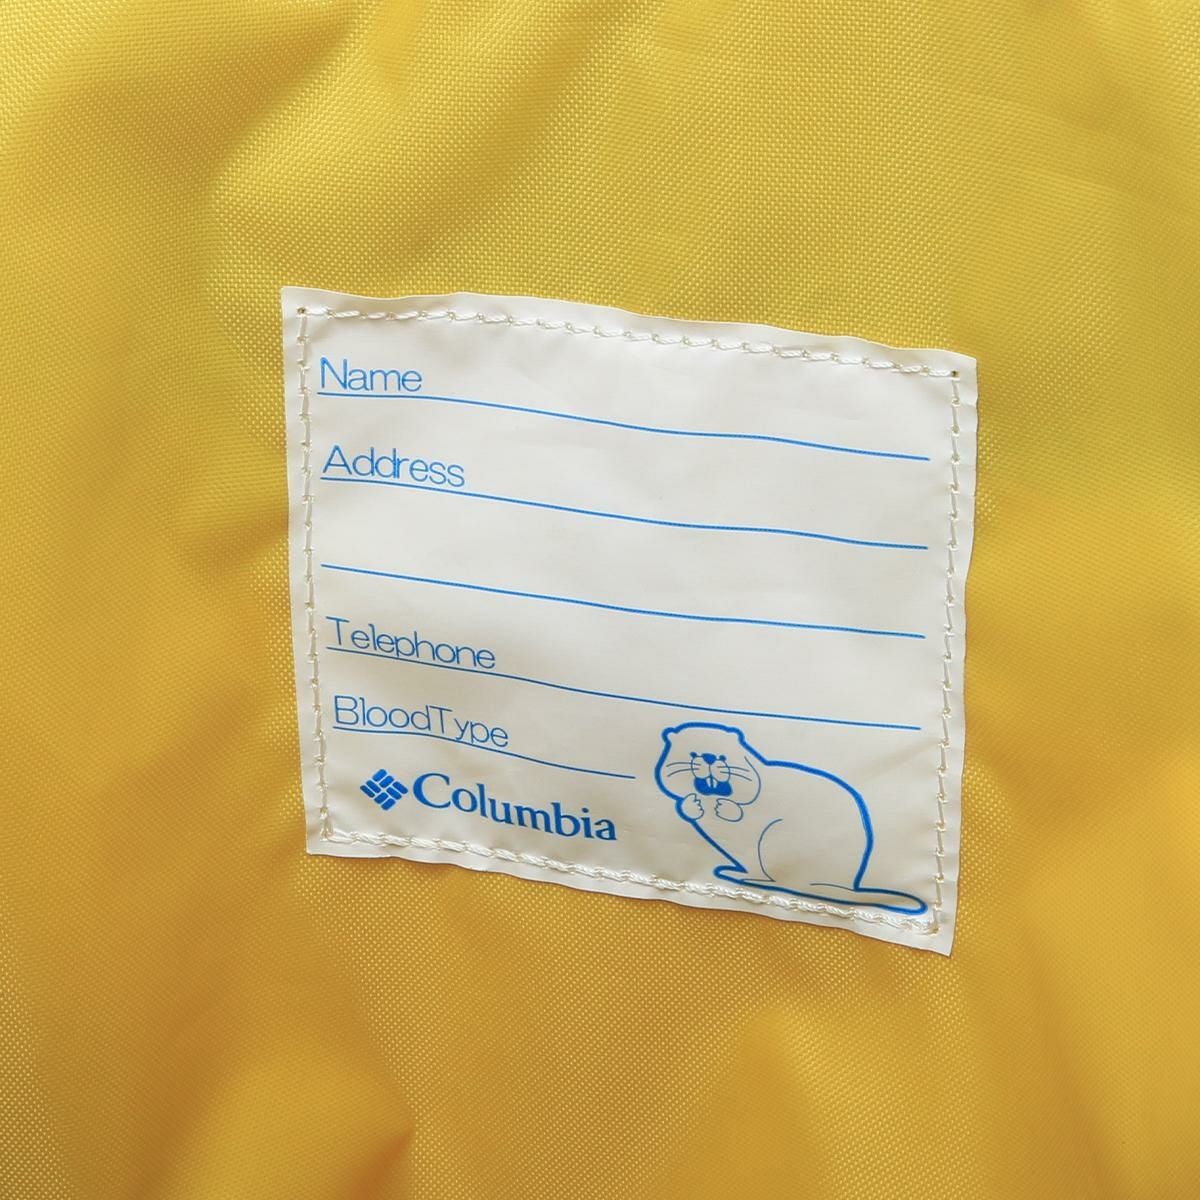 Name
Address
Telephone
BloodType
Columbia